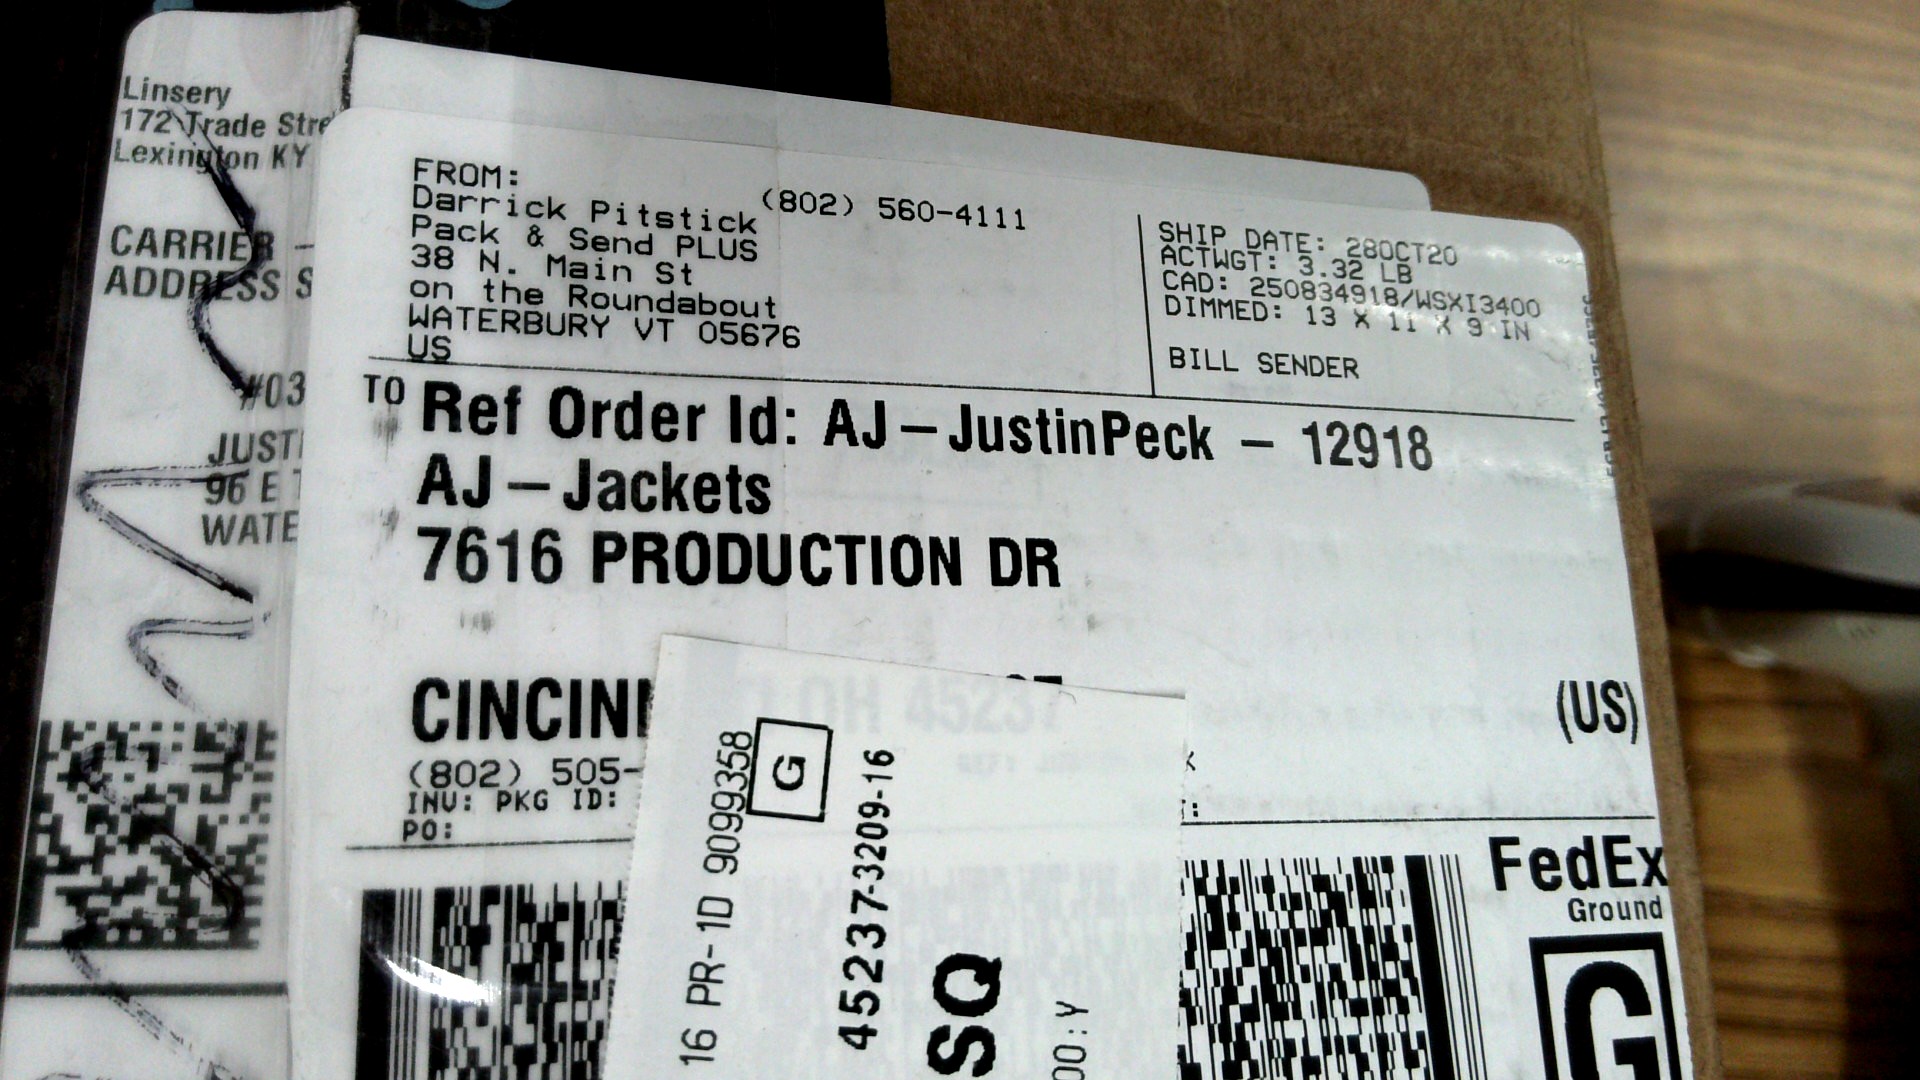 Linsery
172 Trade Stre
Lexington KY
CARRIER -
ADDRESS S
#03
JUSTI
96 E T
WATE
FROM:
Darrick Pitstick (802) 560-4111
Pack & Send PLUS
38 N. Main St
on the Roundabout
WATERBURY VT 05676
US
SHIP DATE: 28OCT20
ACTWGT: 3.32 LB
CAD: 250834918/WSXI3400
DIMMED: 13 X 11 X 9 IN
BILL SENDER
TO Ref Order Id: AJ-JustinPeck - 12918
AJ-Jackets
7616 PRODUCTION DR
CINCINN OH 45237 (US)
(802) 505-
INV: PKG ID:
PO:
16 PR-1D 9099358
G
45237-3209-16
SQ
00:Y
FedEx
Ground
G